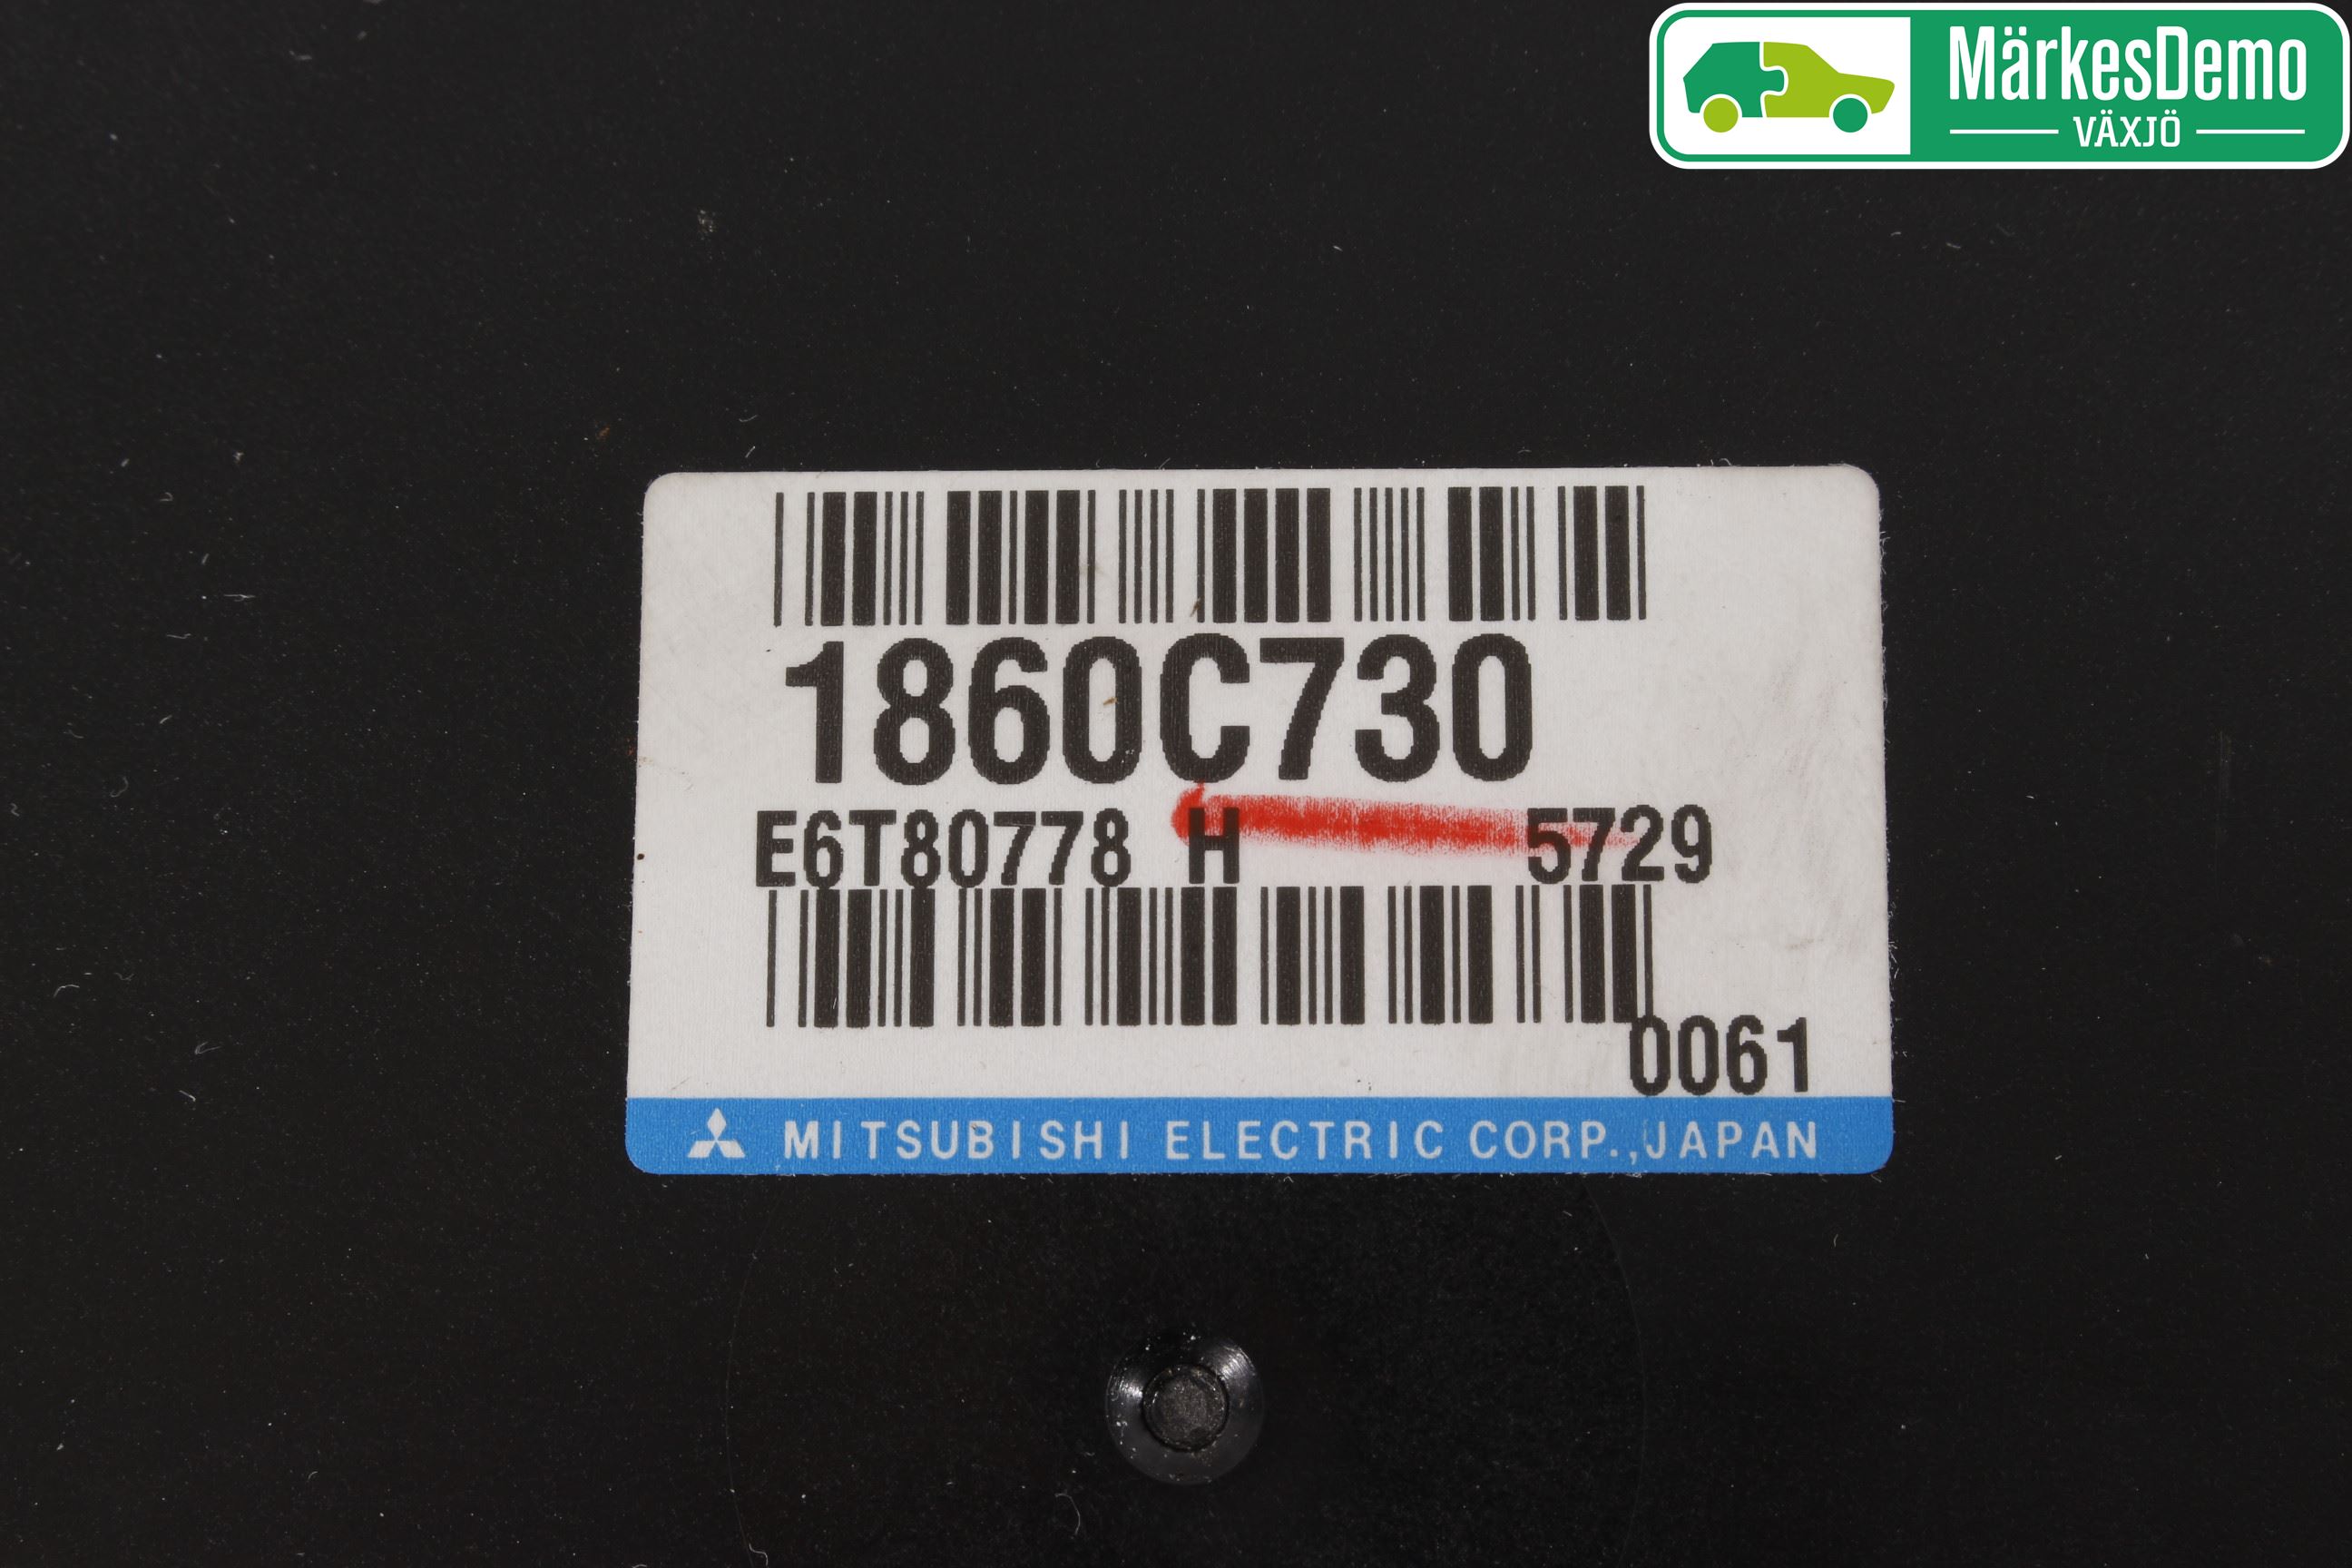 MärkesDemo
VÄXJÖ
1860C730
E6T80778 H 5729
0061
MITSUBISHI ELECTRIC CORP.,JAPAN